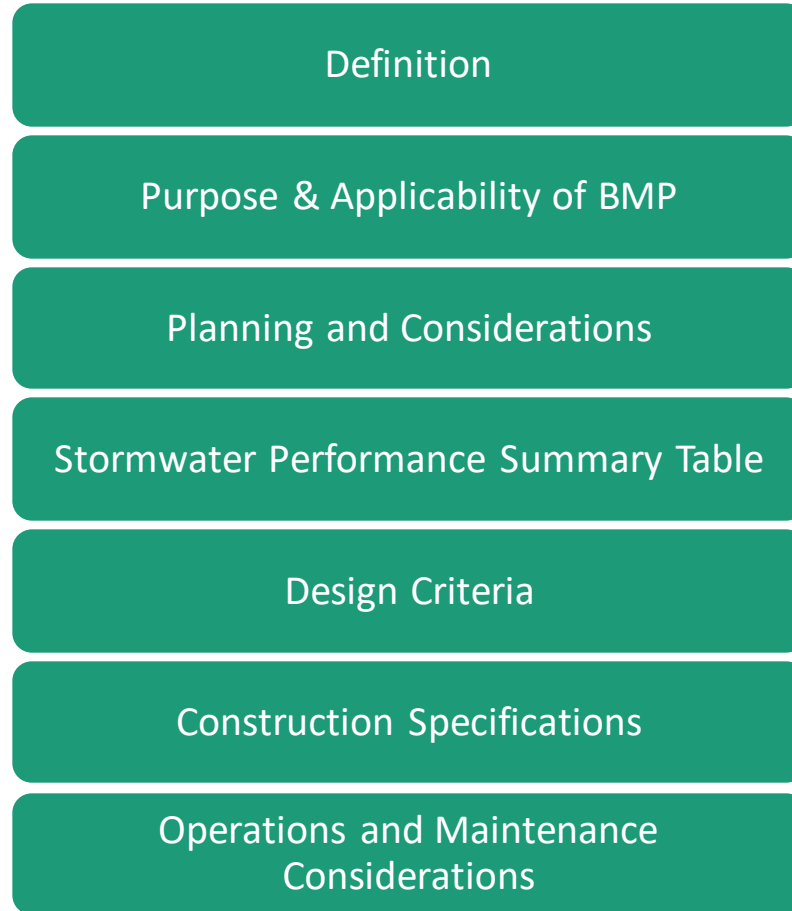 Definition
Purpose & Applicability of BMP
Planning and Considerations
Stormwater Performance Summary Table
Design Criteria
Construction Specifications
Operations and Maintenance
Considerations